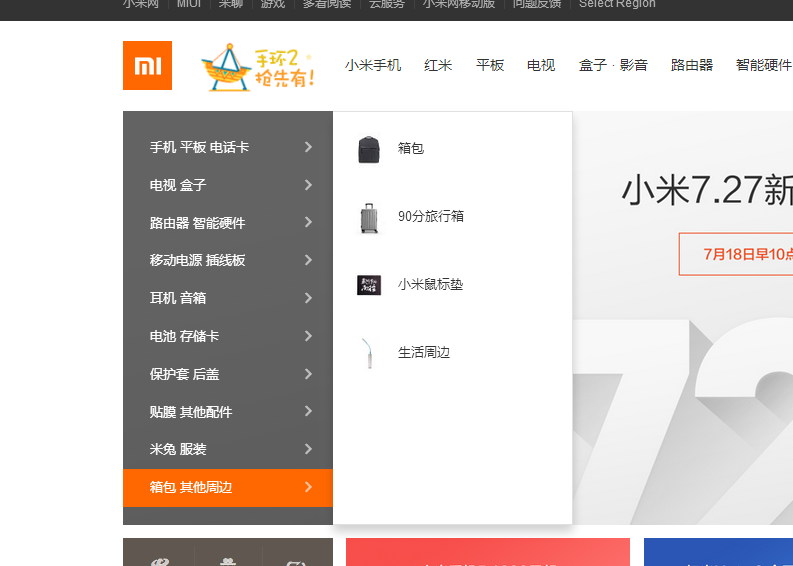 小米网 MIUI 米聊 游戏 多看阅读 云服务 小米网移动版 问题反馈 Select Region
手环2
抢先有!
小米手机 红米 平板 电视 盒子 · 影音 路由器 智能硬件
手机 平板 电话卡
电视 盒子
路由器 智能硬件
移动电源 插线板
耳机 音箱
电池 存储卡
保护套 后盖
贴膜 其他配件
米兔 服装
箱包 其他周边
箱包
90分旅行箱
小米鼠标垫
生活周边
小米7.27新
7月18日早10点
72